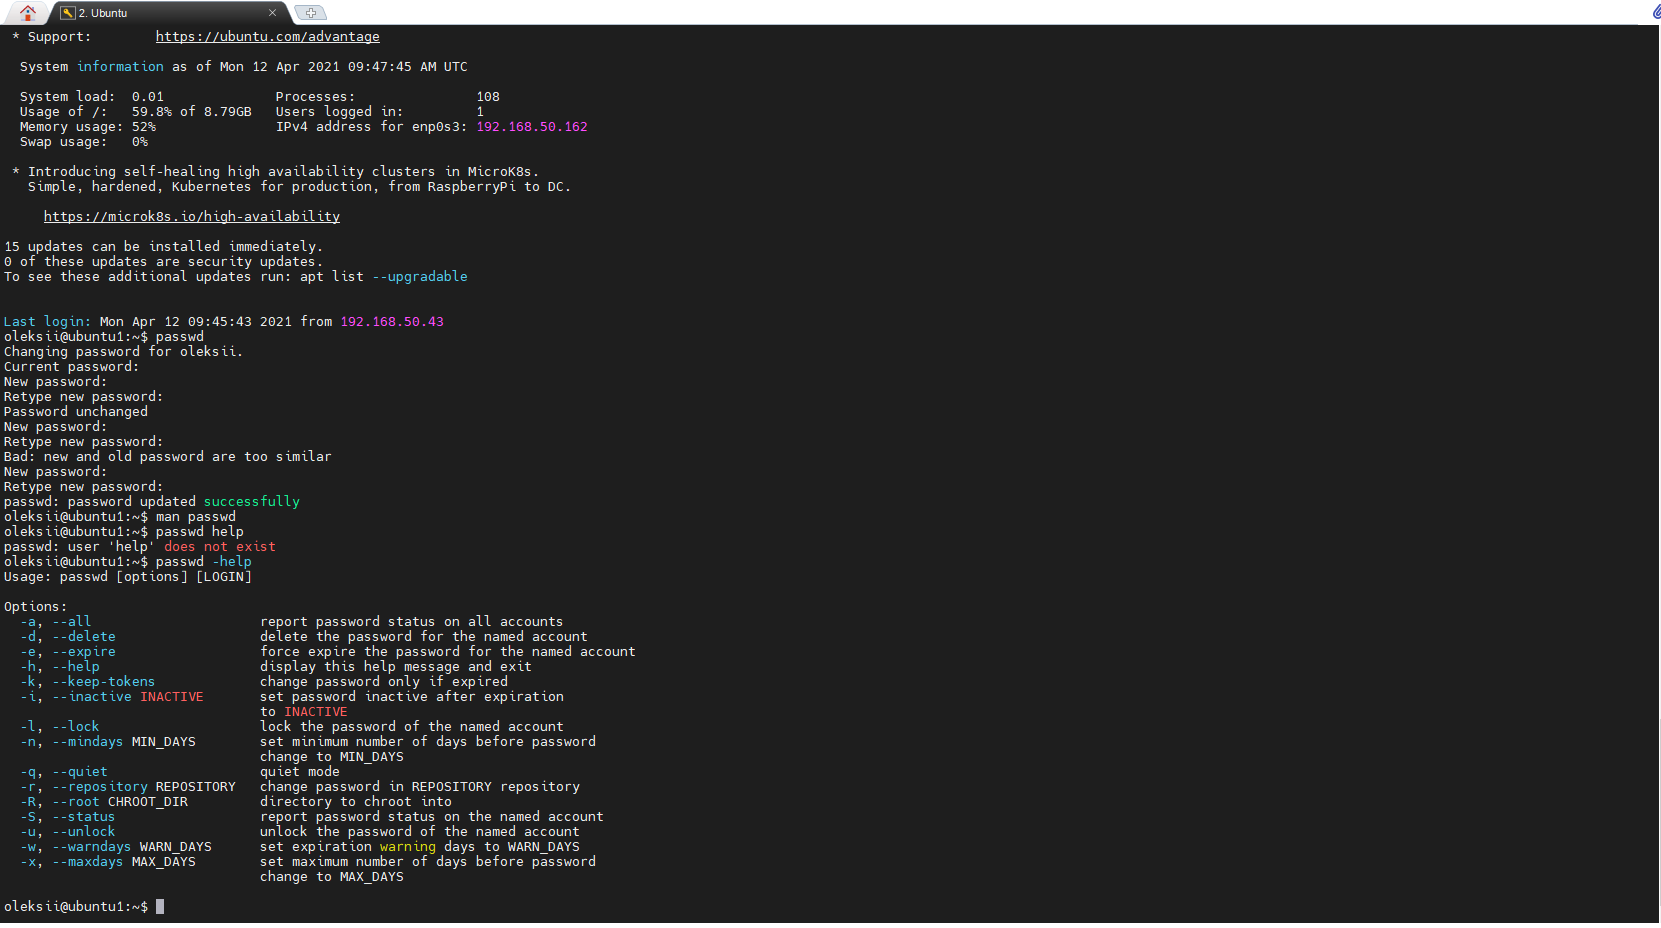 2. Ubuntu
* Support:        https://ubuntu.com/advantage
System information as of Mon 12 Apr 2021 09:47:45 AM UTC
System load:  0.01              Processes:               108
Usage of /:   59.8% of 8.79GB   Users logged in:         1
Memory usage: 52%               IPv4 address for enp0s3: 192.168.50.162
Swap usage:   0%
* Introducing self-healing high availability clusters in MicroK8s.
Simple, hardened, Kubernetes for production, from RaspberryPi to DC.
https://microk8s.io/high-availability
15 updates can be installed immediately.
0 of these updates are security updates.
To see these additional updates run: apt list --upgradable
Last login: Mon Apr 12 09:45:43 2021 from 192.168.50.43
oleksii@ubuntu1:~$ passwd
Changing password for oleksii.
Current password:
New password:
Retype new password:
Password unchanged
New password:
Retype new password:
Bad: new and old password are too similar
New password:
Retype new password:
passwd: password updated successfully
oleksii@ubuntu1:~$ man passwd
oleksii@ubuntu1:~$ passwd help
passwd: user 'help' does not exist
oleksii@ubuntu1:~$ passwd -help
Usage: passwd [options] [LOGIN]
Options:
-a, --all                     report password status on all accounts
-d, --delete                  delete the password for the named account
-e, --expire                  force expire the password for the named account
-h, --help                    display this help message and exit
-k, --keep-tokens             change password only if expired
-i, --inactive INACTIVE       set password inactive after expiration
to INACTIVE
-l, --lock                    lock the password of the named account
-n, --mindays MIN_DAYS        set minimum number of days before password
change to MIN_DAYS
-q, --quiet                   quiet mode
-r, --repository REPOSITORY   change password in REPOSITORY repository
-R, --root CHROOT_DIR         directory to chroot into
-S, --status                  report password status on the named account
-u, --unlock                  unlock the password of the named account
-w, --warndays WARN_DAYS      set expiration warning days to WARN_DAYS
-x, --maxdays MAX_DAYS        set maximum number of days before password
change to MAX_DAYS
oleksii@ubuntu1:~$